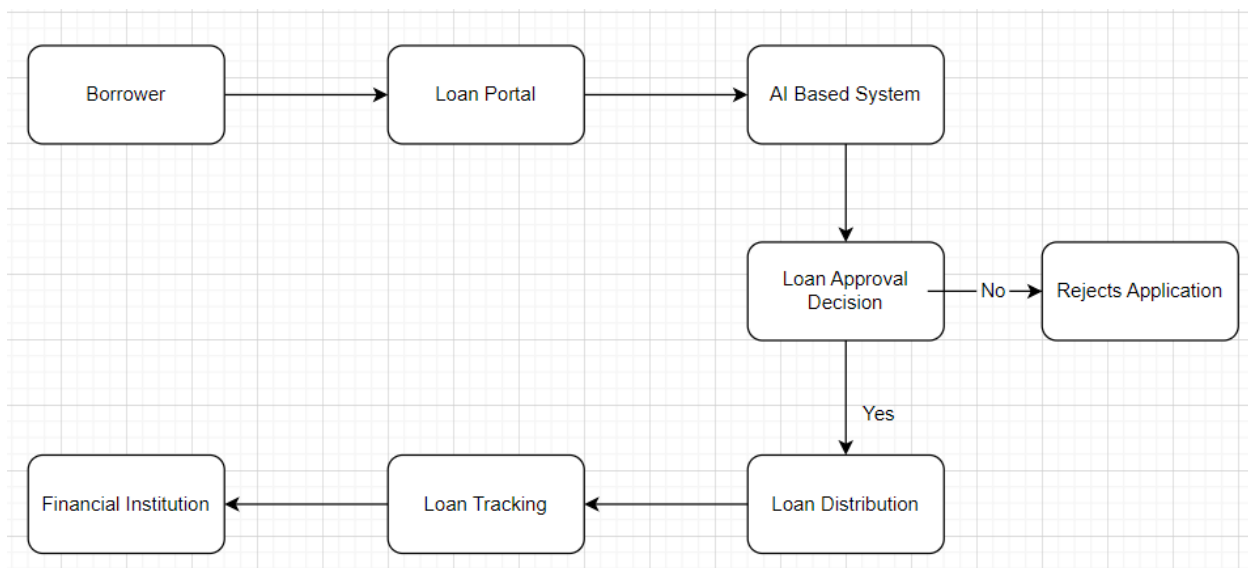 Borrower
Loan Portal
AI Based System
Loan Approval
Decision
No
Rejects Application
Yes
Financial Institution
Loan Tracking
Loan Distribution